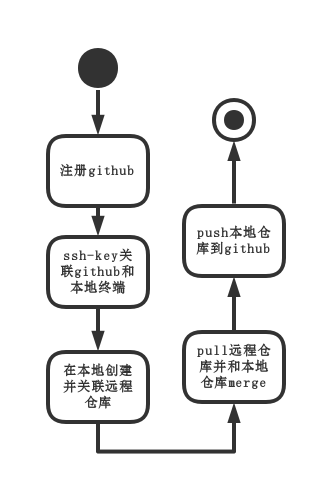 注册github
ssh-key关
联github和
本地终端
在本地创建
并关联远程
仓库
pull远程仓
库并和本地
仓库merge
push本地仓
库到github